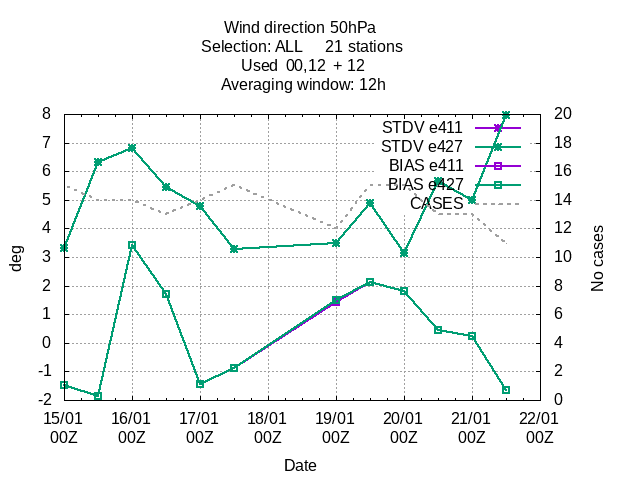 Wind direction 50hPa
Selection: ALL 21 stations
Used 00,12 + 12
Averaging window: 12h
8 20
7 18
6 16
5 14
4 12
3 10
2 8
1 6
0 4
-1 2
-2 0
STDV e411
STDV e427
BIAS e411
BIAS e427
CASES
deg
No cases
15/01 16/01 17/01 18/01 19/01 20/01 21/01 22/01
00Z 00Z 00Z 00Z 00Z 00Z 00Z 00Z
Date